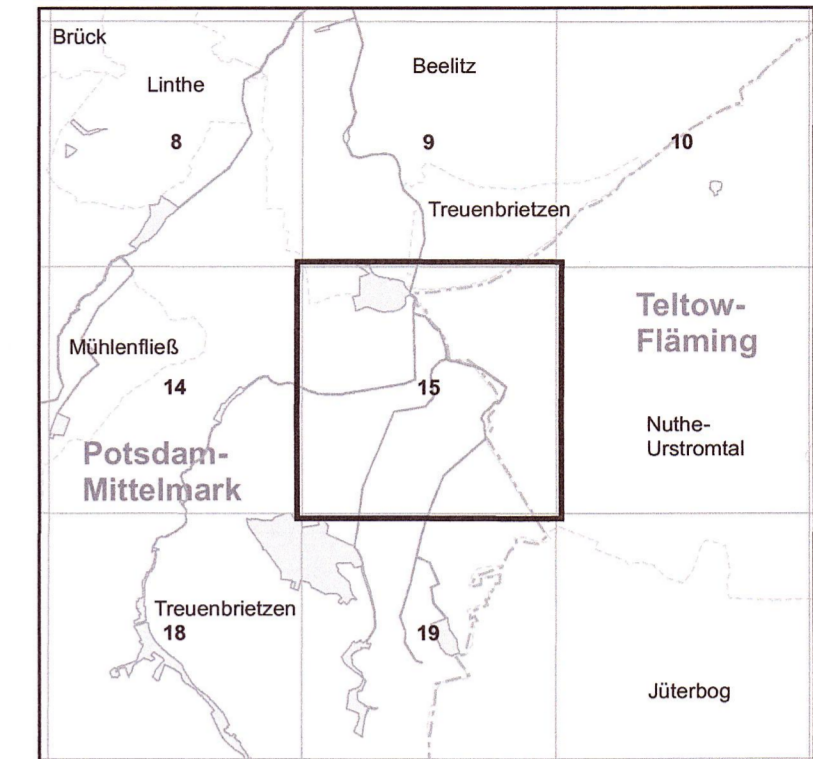 Brück
Linthe
Beelitz
8
9
10
Treuenbrietzen
Teltow-
Fläming
Mühlenfließ
14
15
Nuthe-
Urstromtal
Potsdam-
Mittelmark
Treuenbrietzen
18
19
Jüterbog